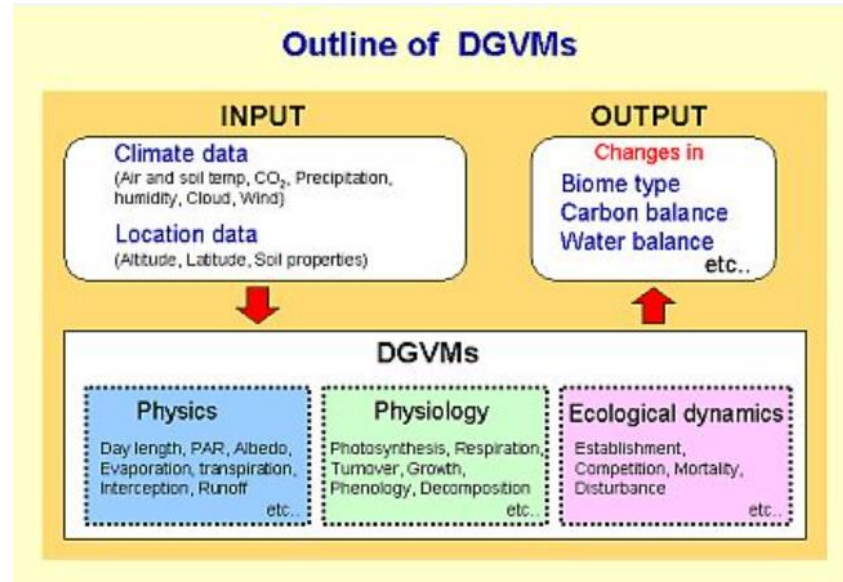 Outline of DGVMs
INPUT
Climate data
(Air and soil temp, CO₂, Precipitation,
humidity, Cloud, Wind)
Location data
(Altitude, Latitude, Soil properties)
OUTPUT
Changes in
Biome type
Carbon balance
Water balance
etc..
DGVMs
Physics
Day length, PAR, Albedo,
Evaporation, transpiration,
Interception, Runoff
etc..
Physiology
Photosynthesis, Respiration,
Turnover, Growth,
Phenology, Decomposition
etc..
Ecological dynamics
Establishment,
Competition, Mortality,
Disturbance
etc..